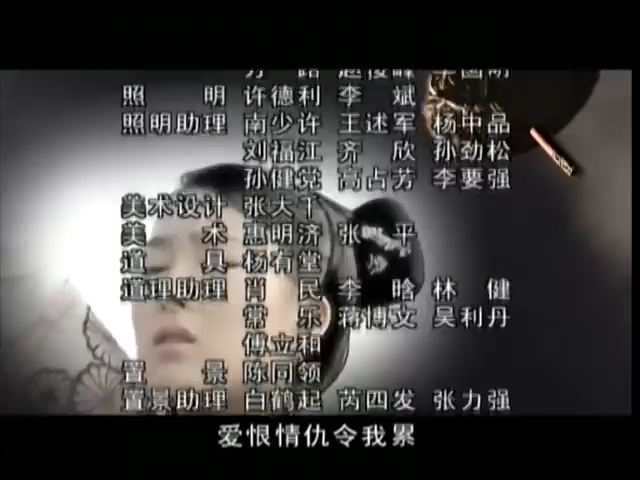 照明 许德利 李斌
照明助理 南少许 王述军 杨中品
刘福江 齐欣 孙劲松
孙健党 高占芳 李要强
美术设计 张大千
美术 惠明济 张平
道具 杨有堂
道理助理 肖民 李晗 林健
常乐 蒋博文 吴利丹
傅立和
置景 陈同领
置景助理 白鹤起 芮四发 张力强
爱恨情仇令我累